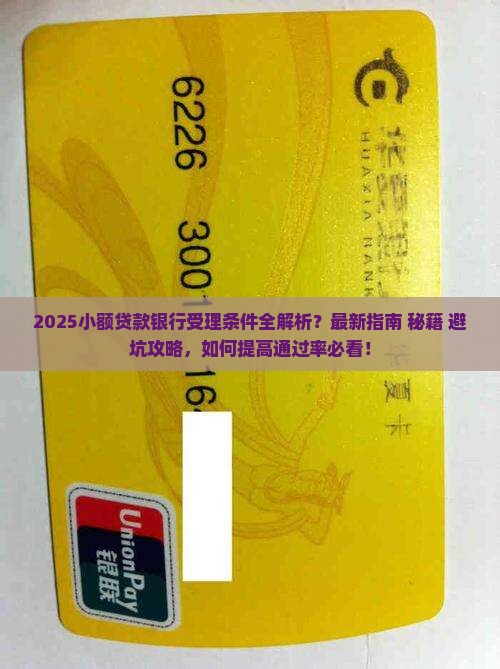 华夏银行
HUAXIA BANK
6226 3001 16
2025小额贷款银行受理条件全解析？最新指南 秘籍 避
坑攻略，如何提高通过率必看！
华夏卡
UnionPay
银联